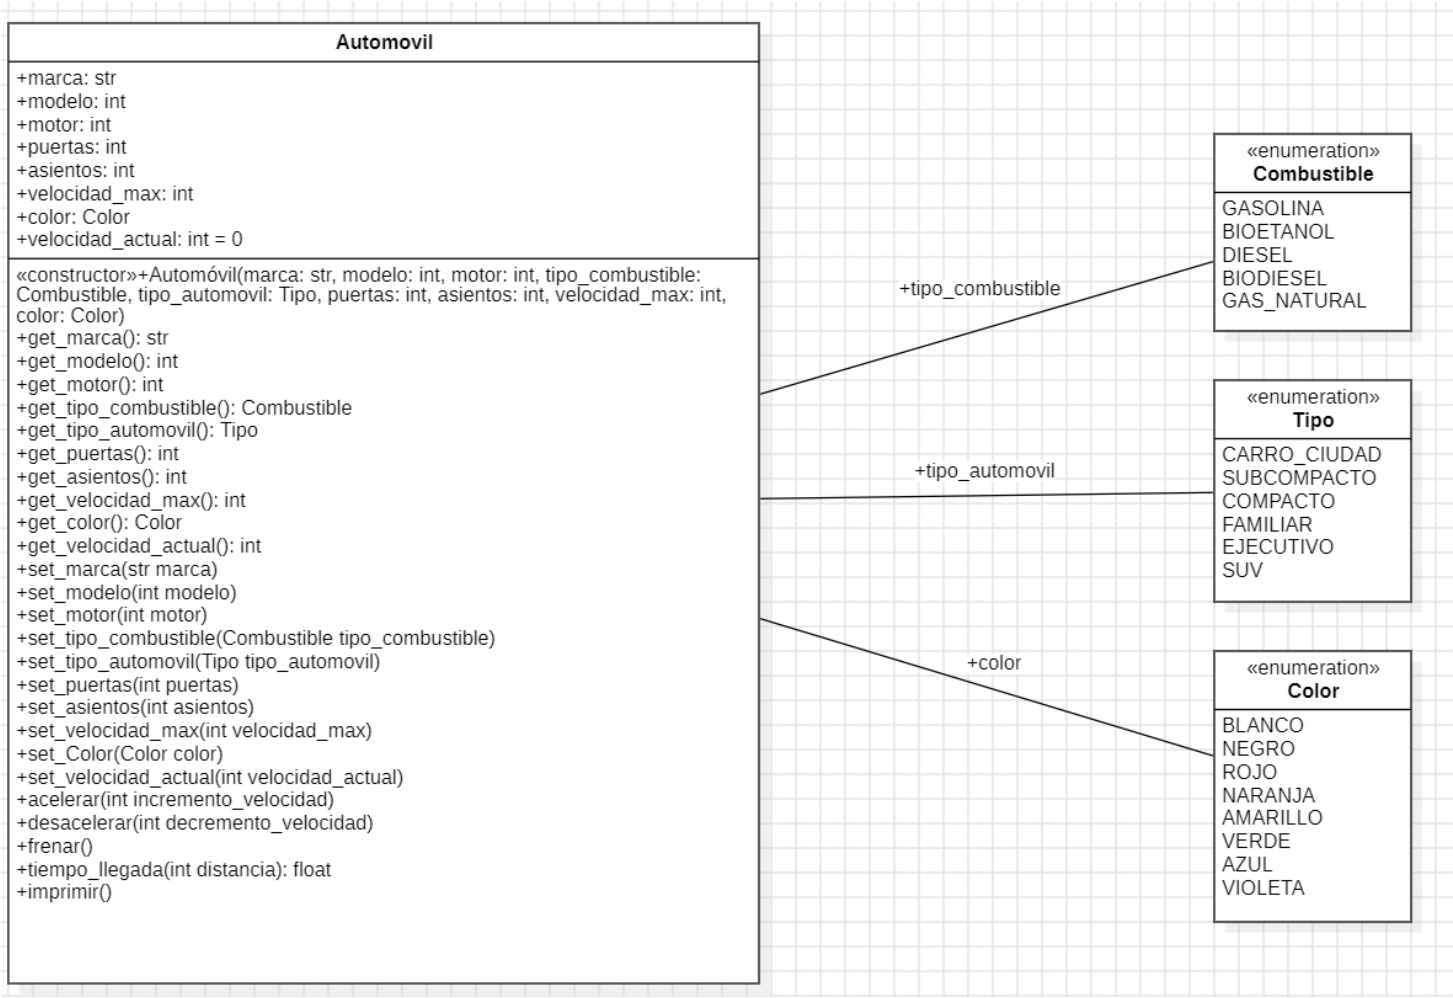 Automovil
+marca: str
+modelo: int
+motor: int
+puertas: int
+asientos: int
+velocidad_max: int
+color: Color
+velocidad_actual: int = 0
«constructor»+Automóvil(marca: str, modelo: int, motor: int, tipo_combustible:
Combustible, tipo_automovil: Tipo, puertas: int, asientos: int, velocidad_max: int,
color: Color)
+get_marca(): str
+get_modelo(): int
+get_motor(): int
+get_tipo_combustible(): Combustible
+get_tipo_automovil(): Tipo
+get_puertas(): int
+get_asientos(): int
+get_velocidad_max(): int
+get_color(): Color
+get_velocidad_actual(): int
+set_marca(str marca)
+set_modelo(int modelo)
+set_motor(int motor)
+set_tipo_combustible(Combustible tipo_combustible)
+set_tipo_automovil(Tipo tipo_automovil)
+set_puertas(int puertas)
+set_asientos(int asientos)
+set_velocidad_max(int velocidad_max)
+set_Color(Color color)
+set_velocidad_actual(int velocidad_actual)
+acelerar(int incremento_velocidad)
+desacelerar(int decremento_velocidad)
+frenar()
+tiempo_llegada(int distancia): float
+imprimir()
+tipo_combustible
+tipo_automovil
+color
«enumeration»
Combustible
GASOLINA
BIOETANOL
DIESEL
BIODIESEL
GAS_NATURAL
«enumeration»
Tipo
CARRO_CIUDAD
SUBCOMPACTO
COMPACTO
FAMILIAR
EJECUTIVO
SUV
«enumeration»
Color
BLANCO
NEGRO
ROJO
NARANJA
AMARILLO
VERDE
AZUL
VIOLETA